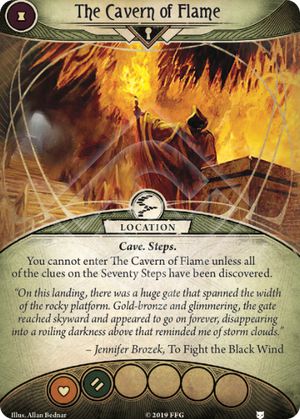 The Cavern of Flame
LOCATION
Cave. Steps.
You cannot enter The Cavern of Flame unless all
of the clues on the Seventy Steps have been discovered.
“On this landing, there was a huge gate that spanned the width
of the rocky platform. Gold-bronze and glimmering, the gate
reached skyward and appeared to go on forever, disappearing
into a roiling darkness above that reminded me of storm clouds.”
– Jennifer Brozek, To Fight the Black Wind
Illus. Allan Bednar
© 2019 FFG